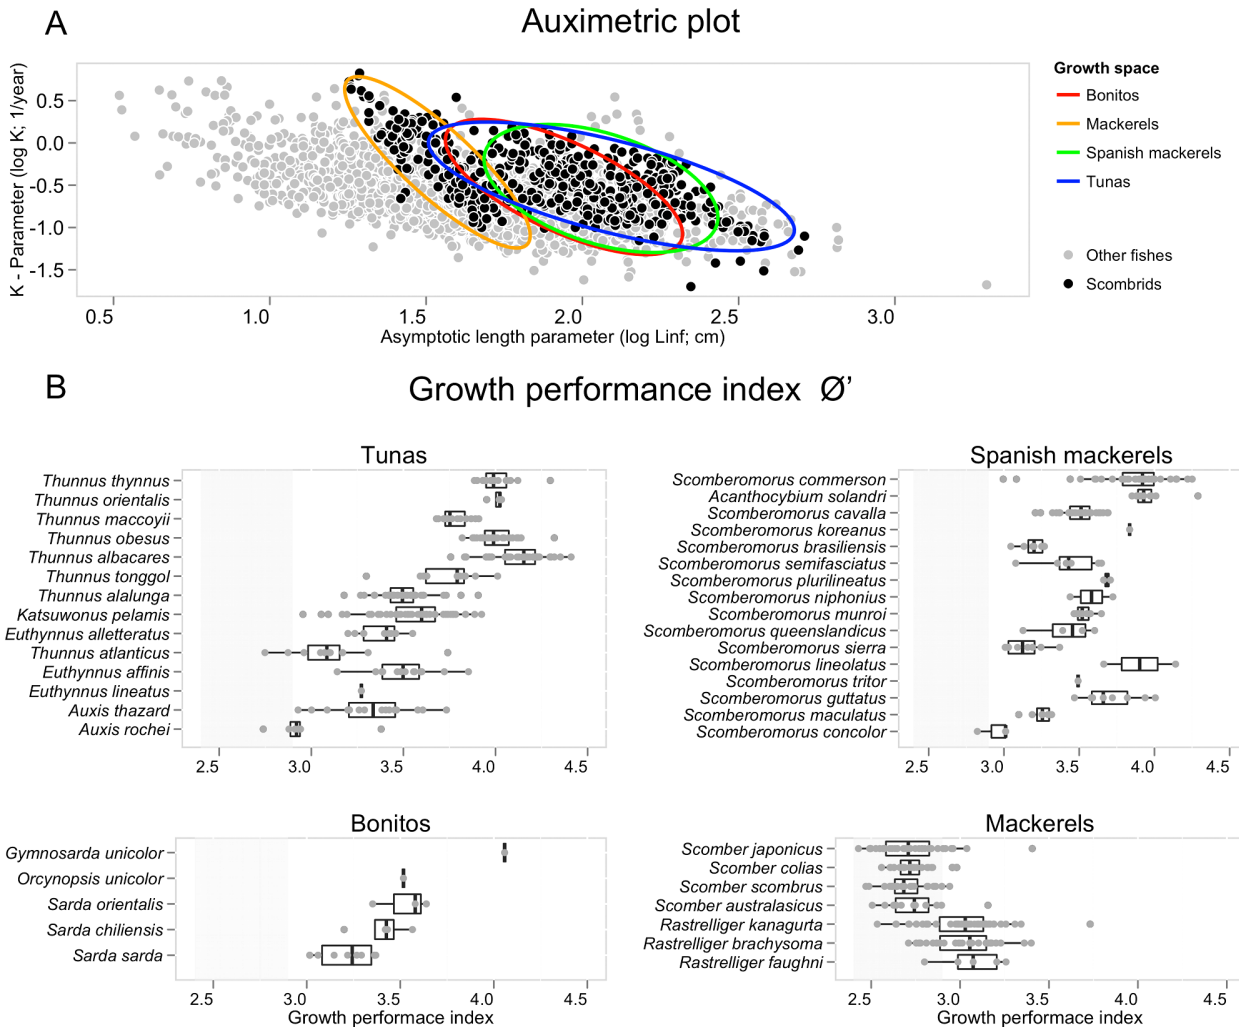 A
Auximetric plot
K - Parameter (log K; 1/year)
0.5
0.0
-0.5
-1.0
-1.5
0.5 1.0 1.5 2.0 2.5 3.0
Asymptotic length parameter (log Linf; cm)
Growth space
Bonitos
Mackerels
Spanish mackerels
Tunas
Other fishes
Scombrids
B
Growth performance index Ø’
Tunas
Thunnus thynnus
Thunnus orientalis
Thunnus maccoyii
Thunnus obesus
Thunnus albacares
Thunnus tonggol
Thunnus alalunga
Katsuwonus pelamis
Euthynnus alletteratus
Thunnus atlanticus
Euthynnus affinis
Euthynnus lineatus
Auxis thazard
Auxis rochei
2.5 3.0 3.5 4.0 4.5
Spanish mackerels
Scomberomorus commerson
Acanthocybium solandri
Scomberomorus cavalla
Scomberomorus koreanus
Scomberomorus brasiliensis
Scomberomorus semifasciatus
Scomberomorus plurilineatus
Scomberomorus niphonius
Scomberomorus munroi
Scomberomorus queenslandicus
Scomberomorus sierra
Scomberomorus lineolatus
Scomberomorus tritor
Scomberomorus guttatus
Scomberomorus maculatus
Scomberomorus concolor
2.5 3.0 3.5 4.0 4.5
Bonitos
Gymnosarda unicolor
Orcynopsis unicolor
Sarda orientalis
Sarda chiliensis
Sarda sarda
2.5 3.0 3.5 4.0 4.5
Growth performace index
Mackerels
Scomber japonicus
Scomber colias
Scomber scombrus
Scomber australasicus
Rastrelliger kanagurta
Rastrelliger brachysoma
Rastrelliger faughni
2.5 3.0 3.5 4.0 4.5
Growth performace index